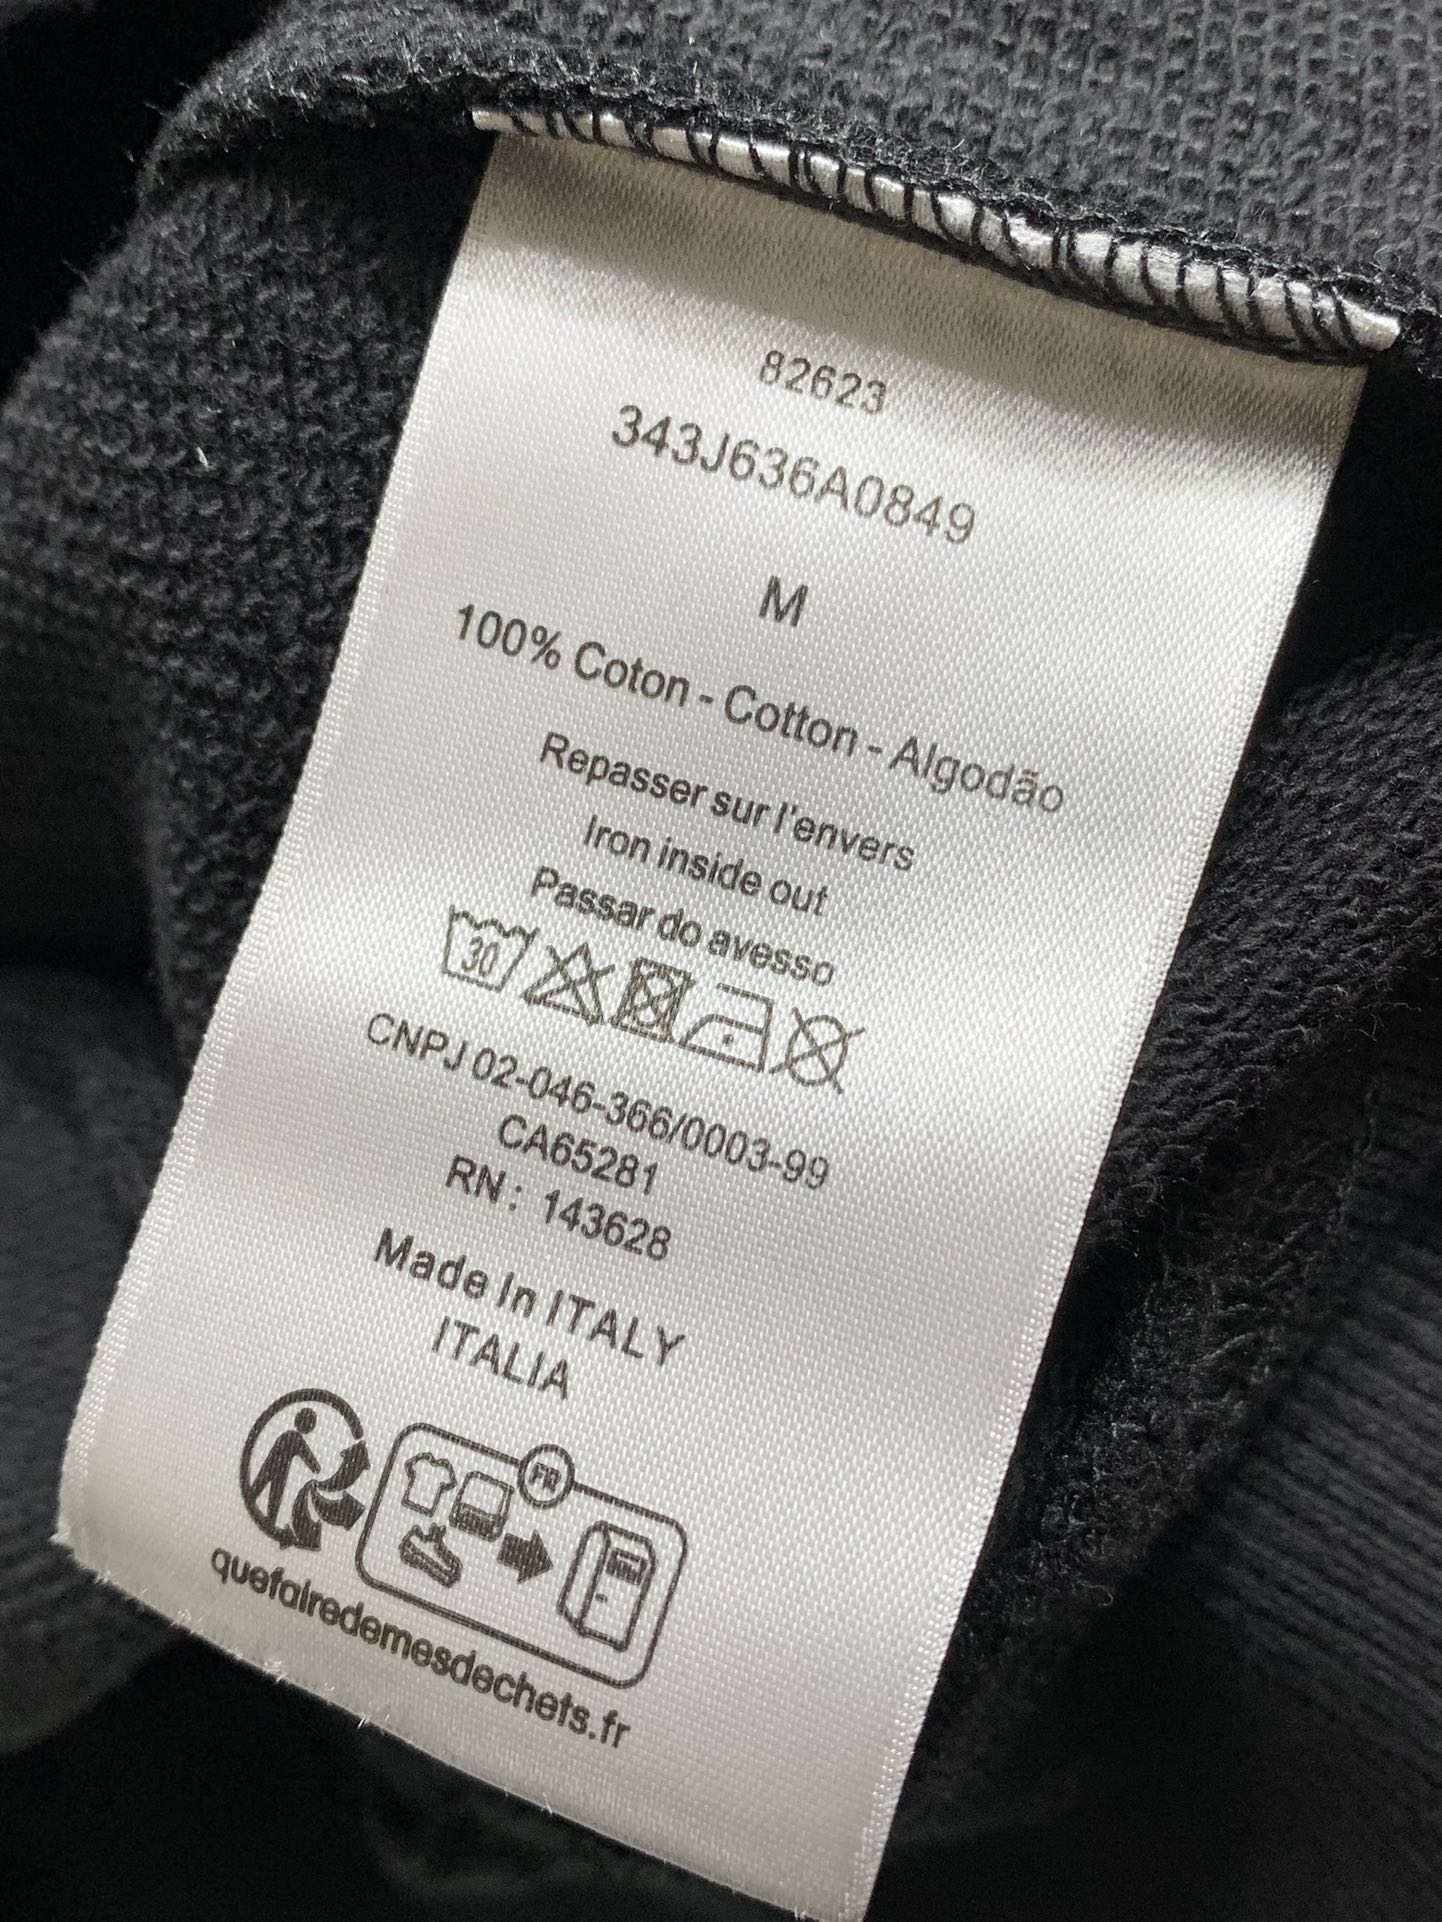 82623
343J636A0849
M
100% Coton - Cotton - Algodão
Repasser sur l'envers
Iron inside out
Passar do avesso
30
CNPJ 02-046-366/0003-99
CA65281
RN: 143628
Made In ITALY
ITALIA
FR
quefairedemesdechets.fr